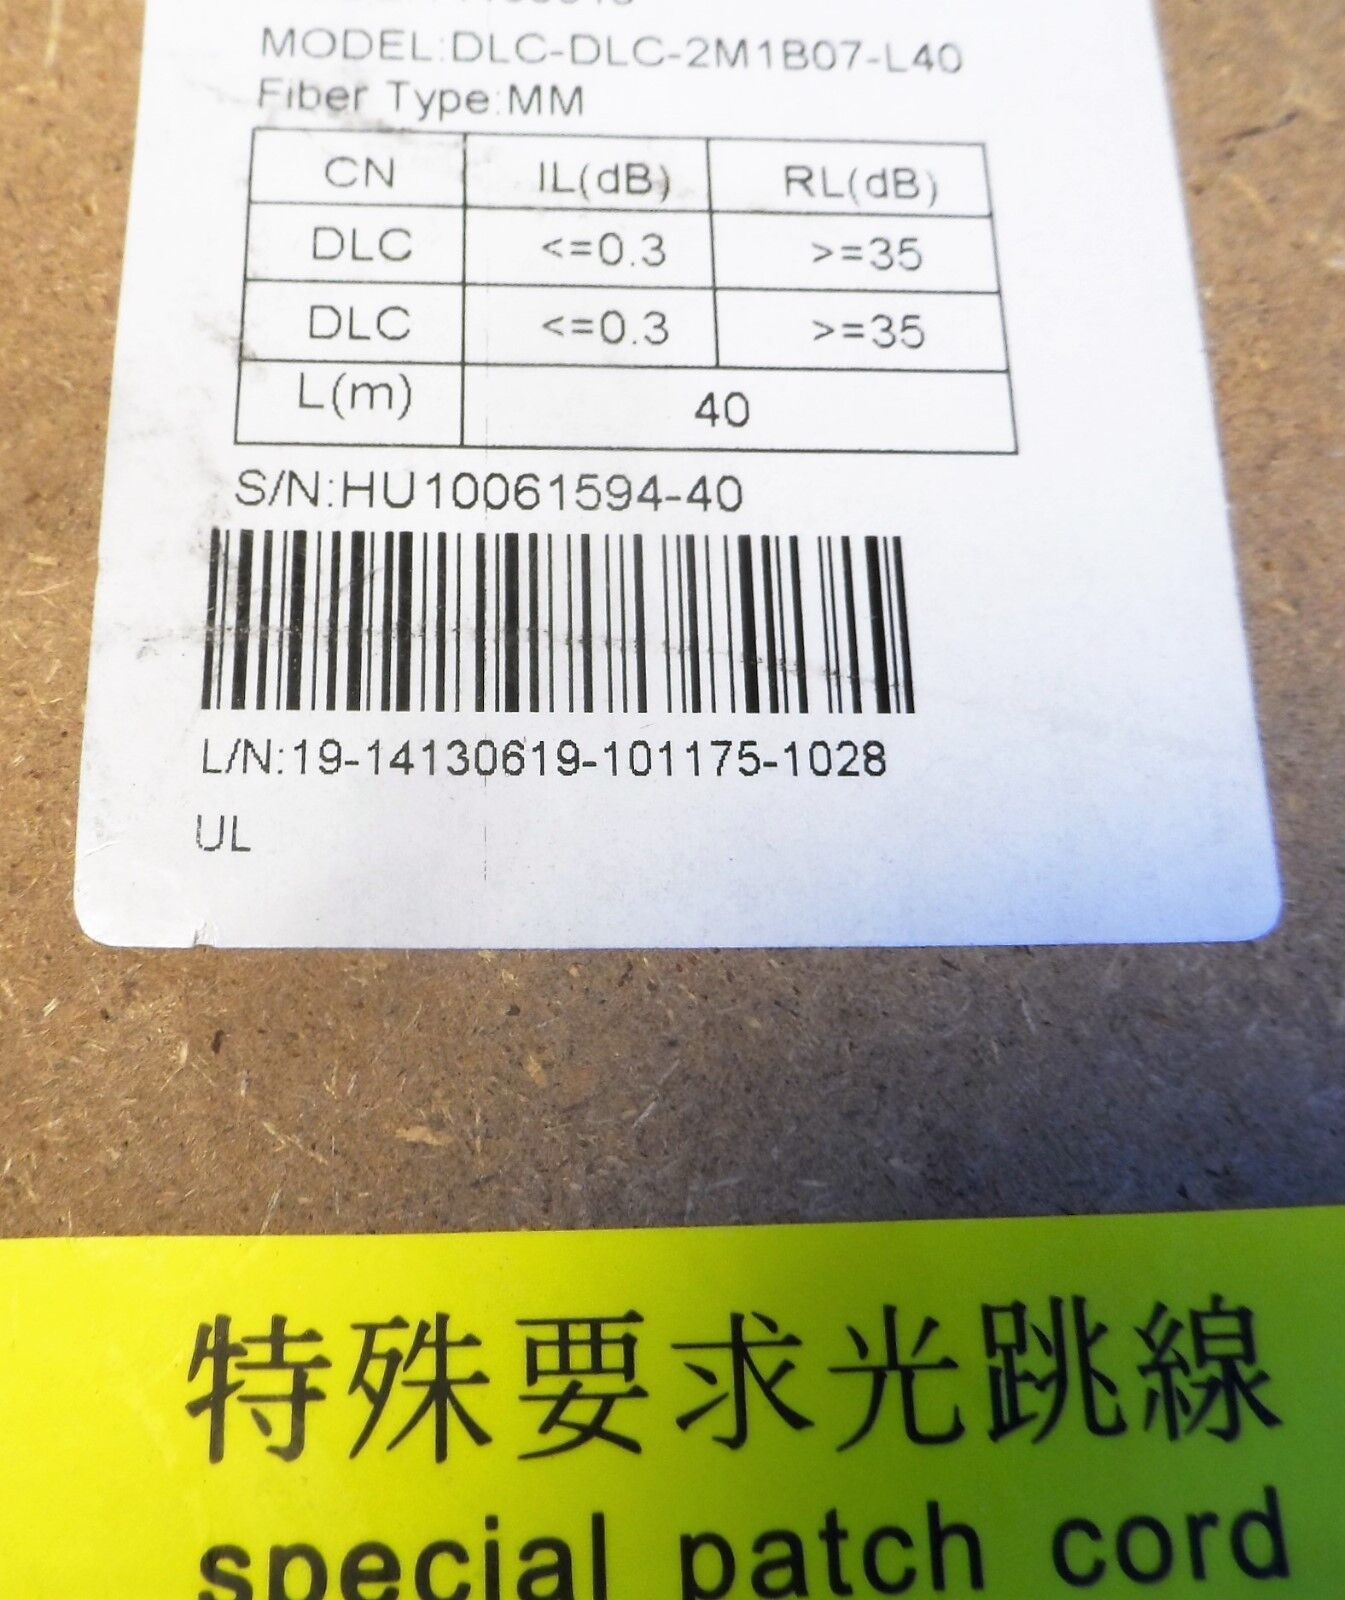 MODEL:DLC-DLC-2M1B07-L40
Fiber Type:MM
CN IL(dB) RL(dB)
DLC <=0.3 >=35
DLC <=0.3 >=35
L(m) 40
S/N:HU10061594-40
L/N:19-14130619-101175-1028
UL
特殊要求光跳線
special patch cord